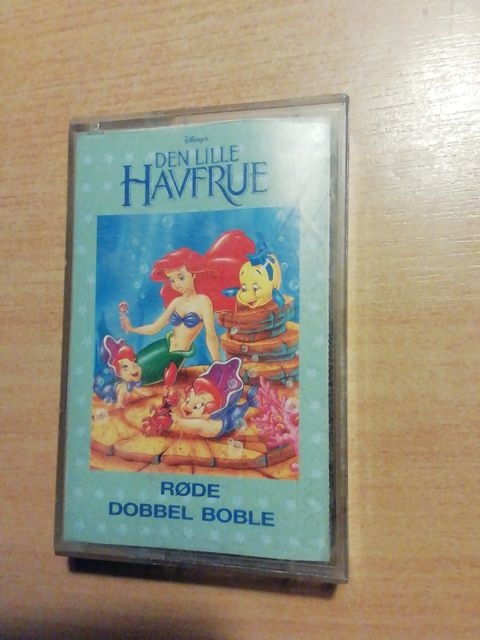 Disney's
DEN LILLE
HAVFRUE
RØDE
DOBBEL BOBLE